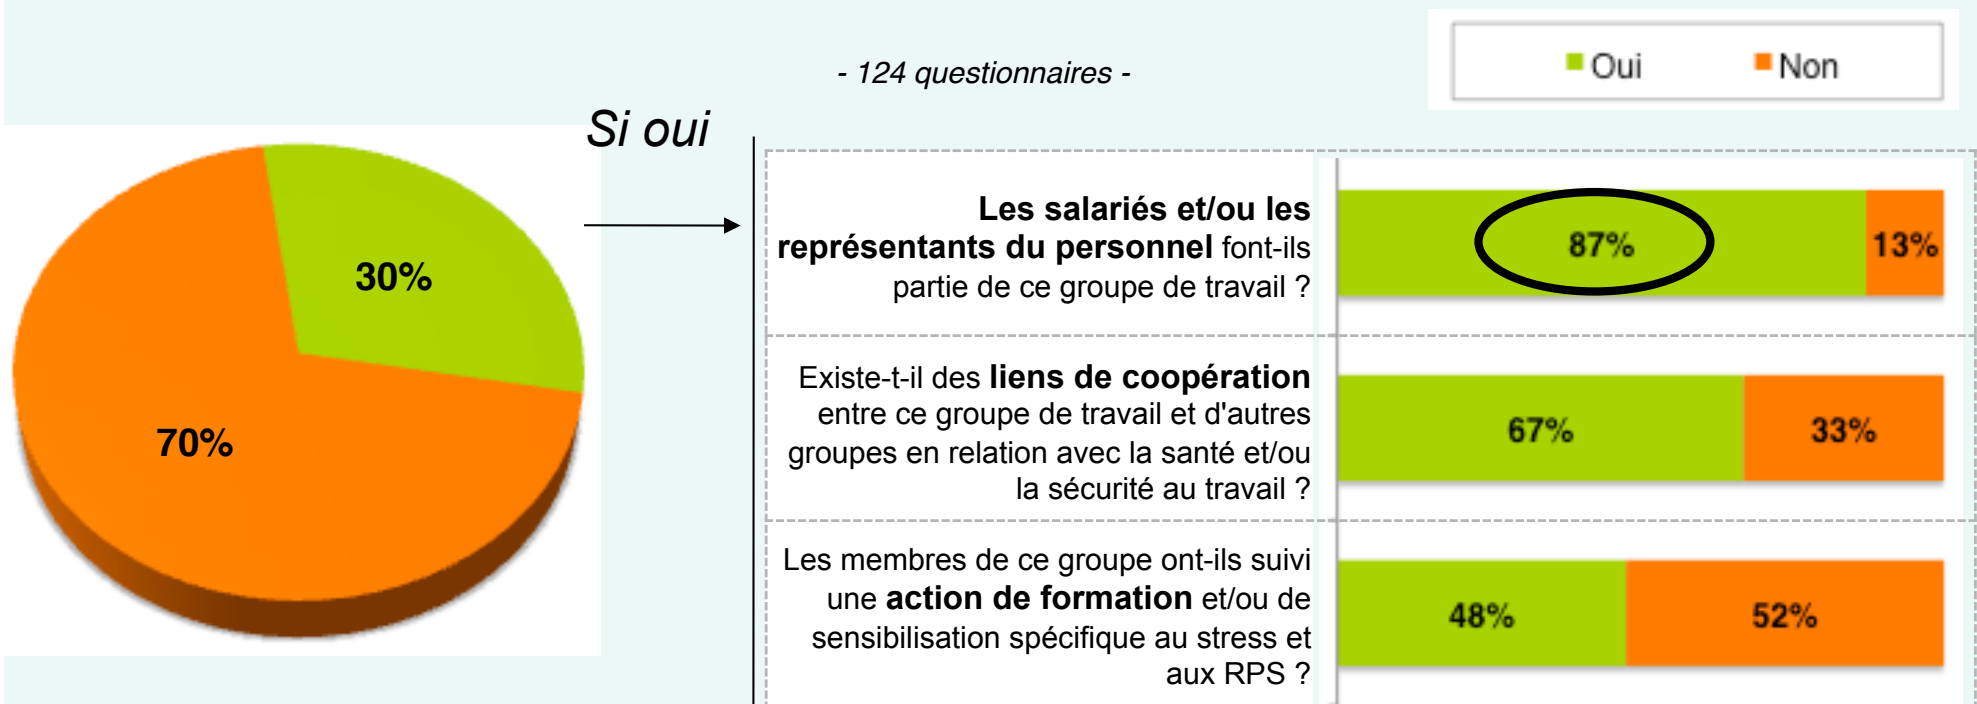 - 124 questionnaires -
Oui
Non
Si oui
30%
70%
Les salariés et/ou les
représentants du personnel font-ils
partie de ce groupe de travail ?
87%
13%
Existe-t-il des liens de coopération
entre ce groupe de travail et d'autres
groupes en relation avec la santé et/ou
la sécurité au travail ?
67%
33%
Les membres de ce groupe ont-ils suivi
une action de formation et/ou de
sensibilisation spécifique au stress et
aux RPS ?
48%
52%